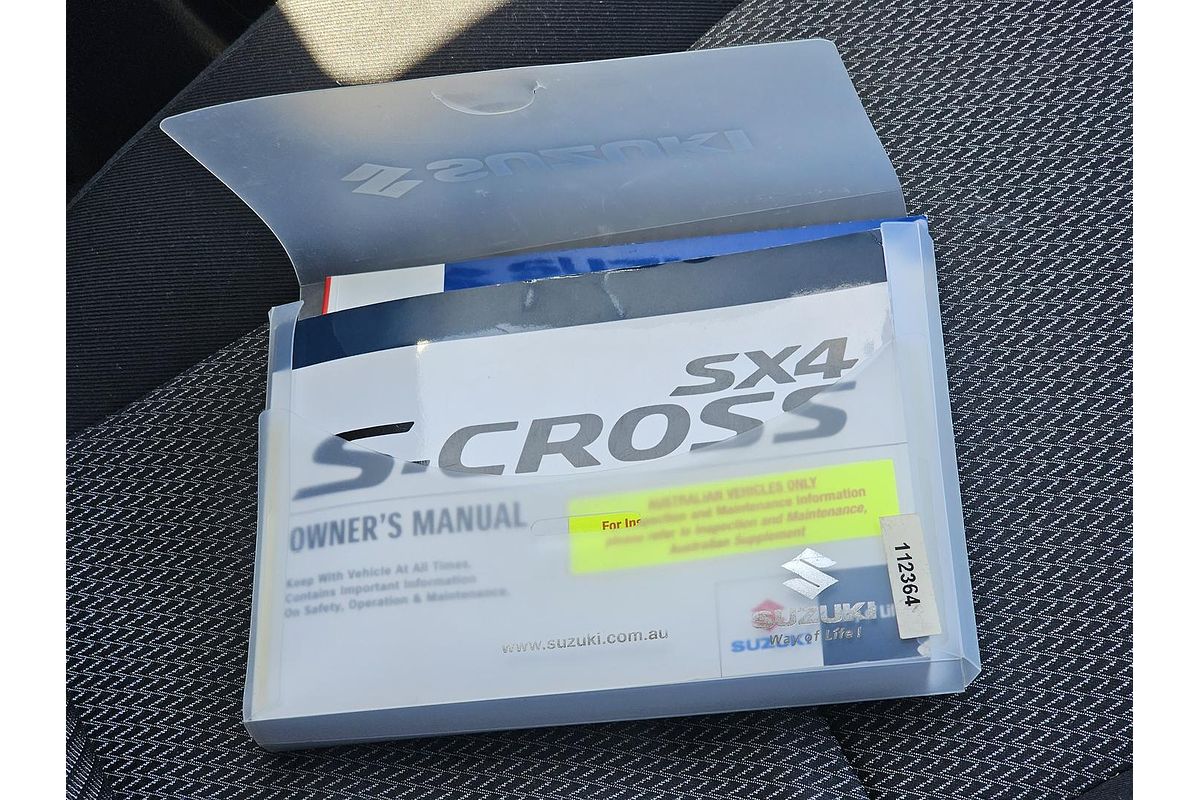 SUZUKI
SX4
S-CROSS
OWNER'S MANUAL
Keep With Vehicle At All Times.
Contains Important Information
On Safety, Operation & Maintenance.
AUSTRALIAN VEHICLES ONLY
For Inspection and Maintenance Information
please refer to Inspection and Maintenance,
Australian Supplement
112364
SUZUKI
Way of Life!
SUZUKI
www.suzuki.com.au